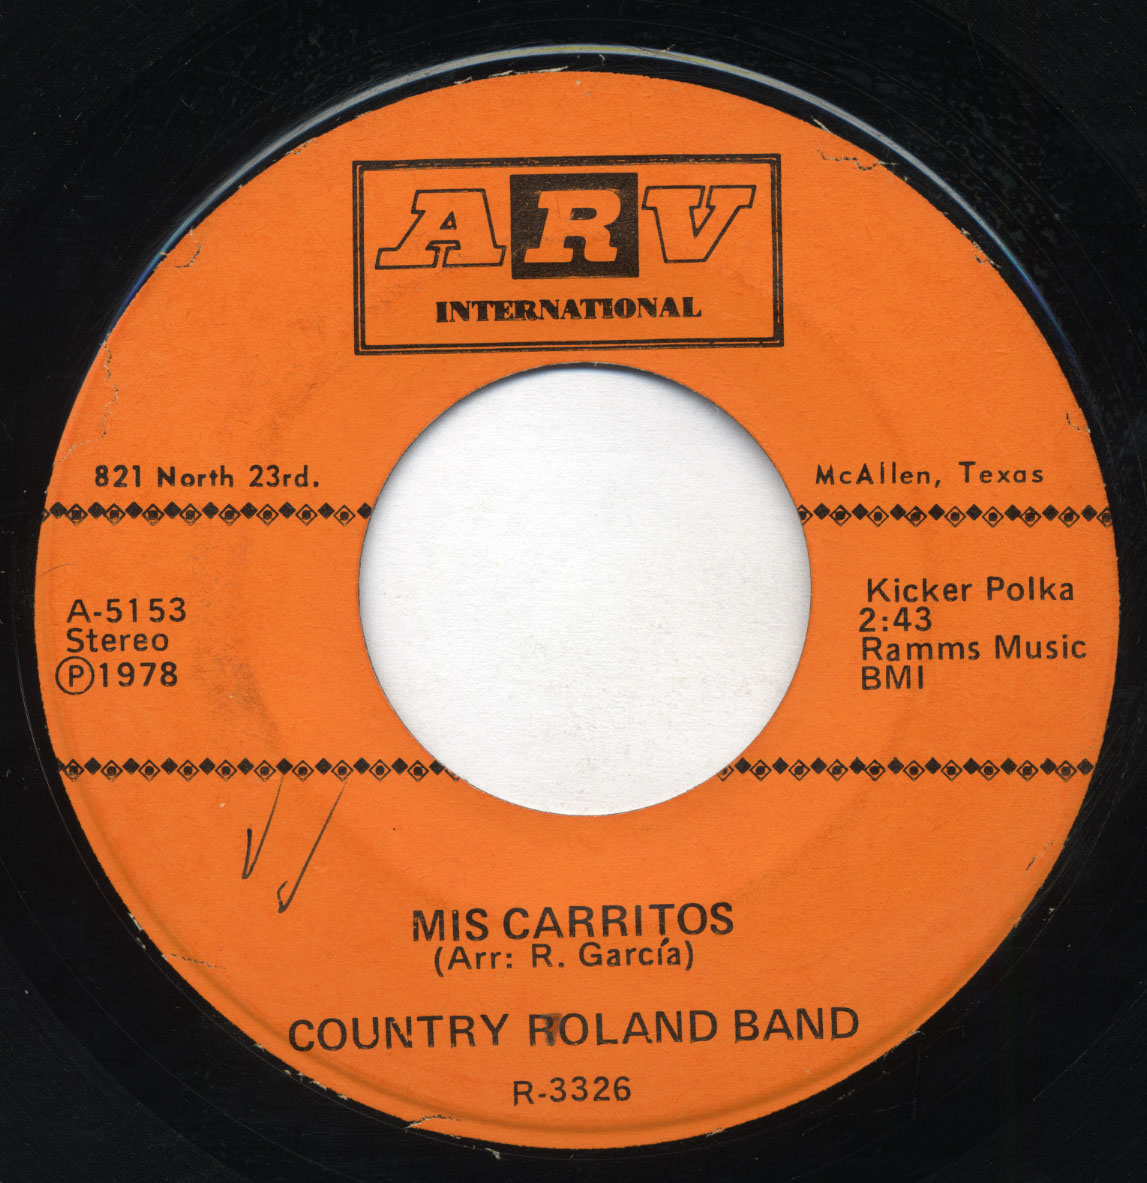 ARV
INTERNATIONAL
821 North 23rd.
McAllen, Texas
A-5153
Stereo
Ⓟ1978
Kicker Polka
2:43
Ramms Music
BMI
MIS CARRITOS
(Arr: R. García)
COUNTRY ROLAND BAND
R-3326